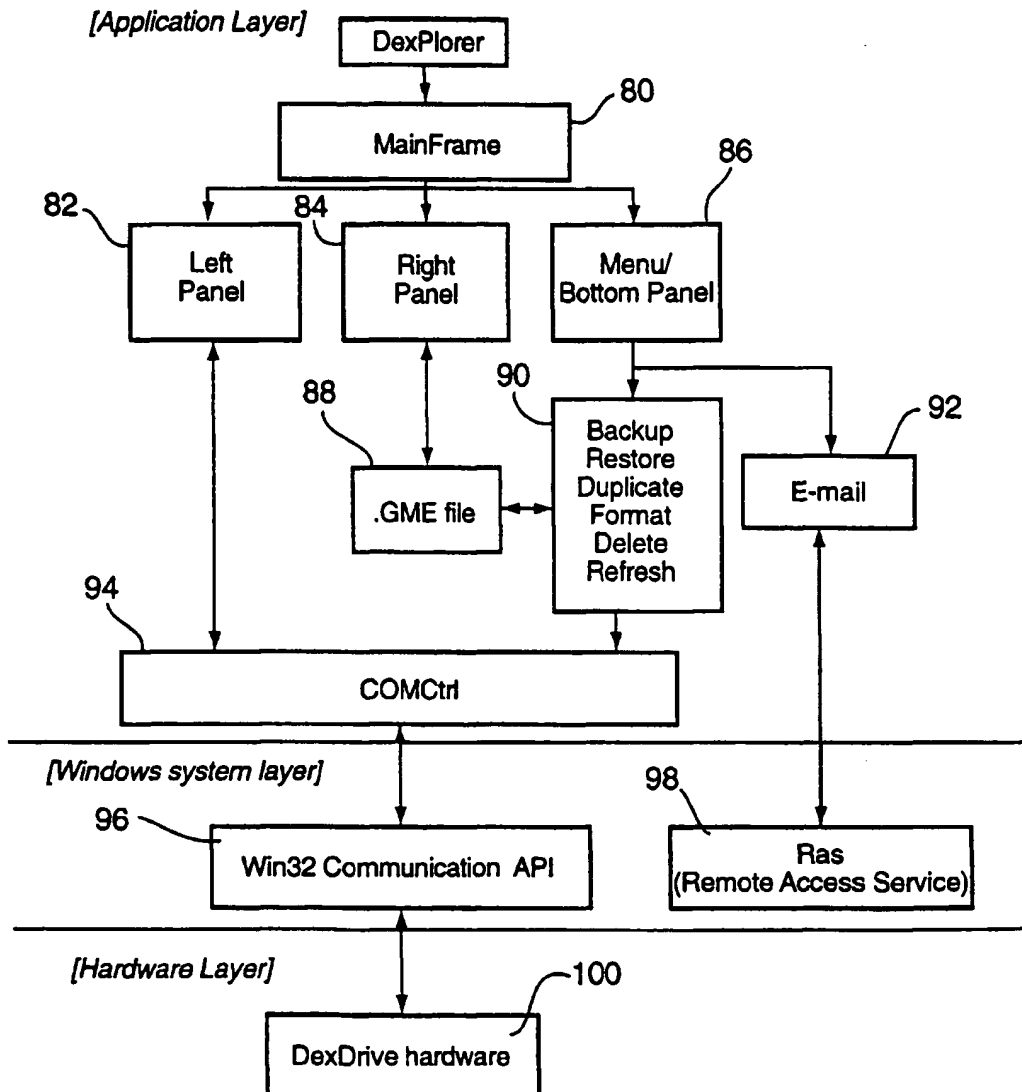 [Application Layer]
DexPlorer
80
MainFrame
86
82
84
Left
Panel
Right
Panel
Menu/
Bottom Panel
90
88
92
Backup
Restore
Duplicate
Format
Delete
Refresh
E-mail
.GME file
94
COMCtrl
[Windows system layer]
98
96
Win32 Communication API
Ras
(Remote Access Service)
[Hardware Layer]
100
DexDrive hardware